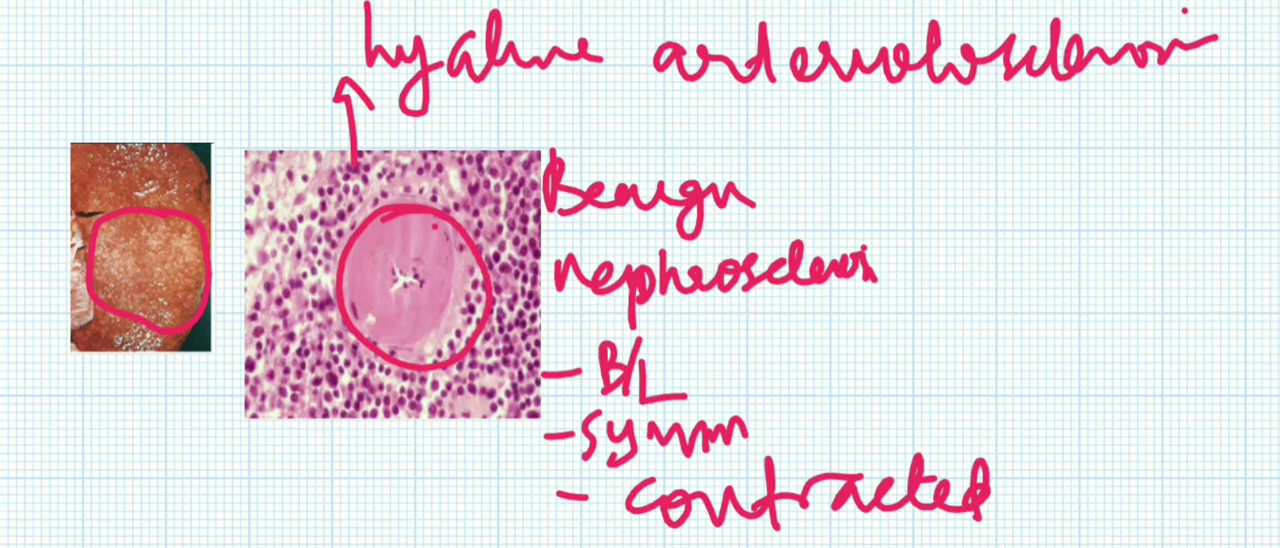 hyaline arteriolosclerosis
Benign
nephrosclerosis
- B/L
- Symm
- contracted